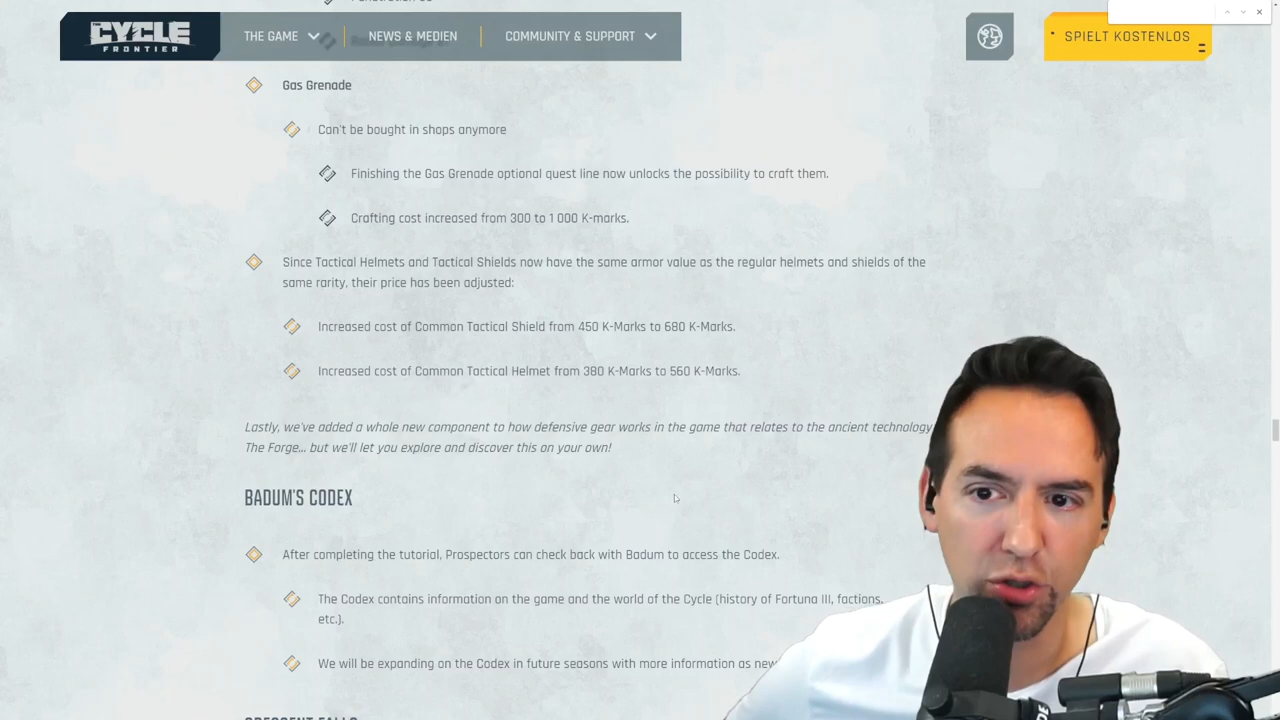 THE CYCLE
FRONTIER
THE GAME
NEWS & MEDIEN
COMMUNITY & SUPPORT
SPIELT KOSTENLOS
Gas Grenade
Can't be bought in shops anymore
Finishing the Gas Grenade optional quest line now unlocks the possibility to craft them.
Crafting cost increased from 300 to 1 000 K-marks.
Since Tactical Helmets and Tactical Shields now have the same armor value as the regular helmets and shields of the
same rarity, their price has been adjusted:
Increased cost of Common Tactical Shield from 450 K-Marks to 680 K-Marks.
Increased cost of Common Tactical Helmet from 380 K-Marks to 560 K-Marks.
Lastly, we've added a whole new component to how defensive gear works in the game that relates to the ancient technology
The Forge... but we'll let you explore and discover this on your own!
BADUM'S CODEX
After completing the tutorial, Prospectors can check back with Badum to access the Codex.
The Codex contains information on the game and the world of the Cycle (history of Fortuna III, factions,
etc.).
We will be expanding on the Codex in future seasons with more information as new